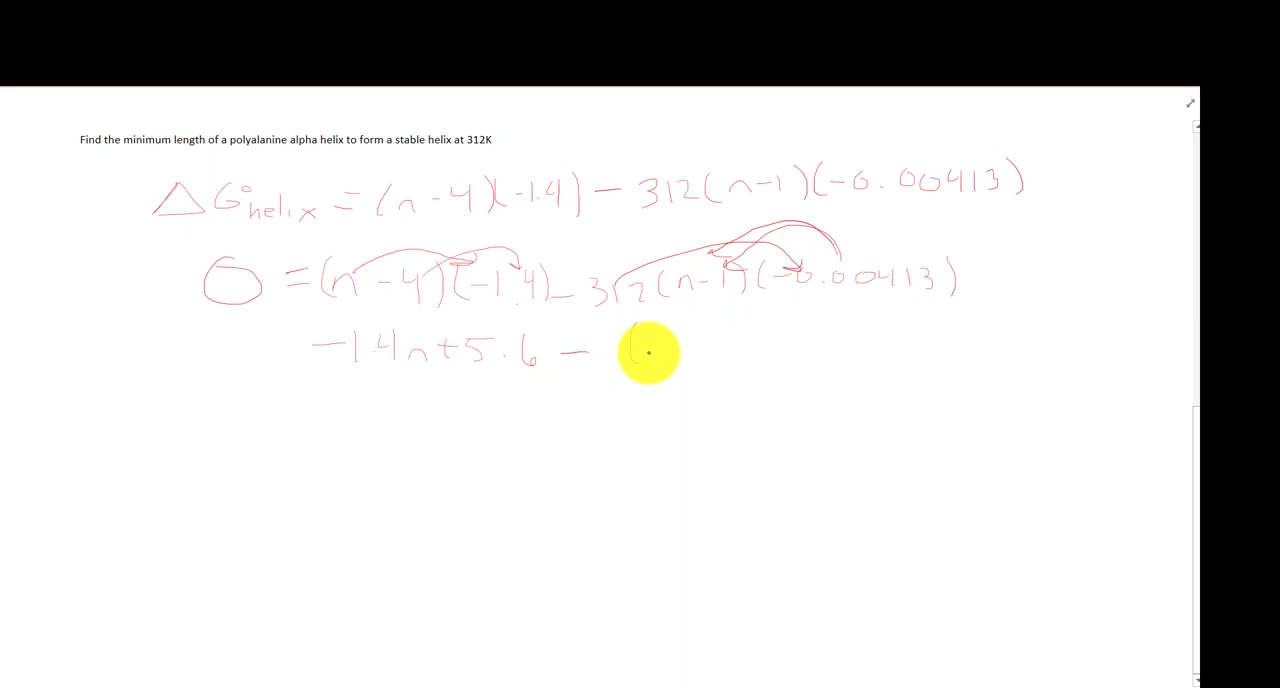 Find the minimum length of a polyalanine alpha helix to form a stable helix at 312K
ΔG°helix = (n-4)(-1.4) - 312(n-1)(-0.00413)
0 = (n-4)(-1.4) - 312(n-1)(-0.00413)
-1.4n+5.6 - (